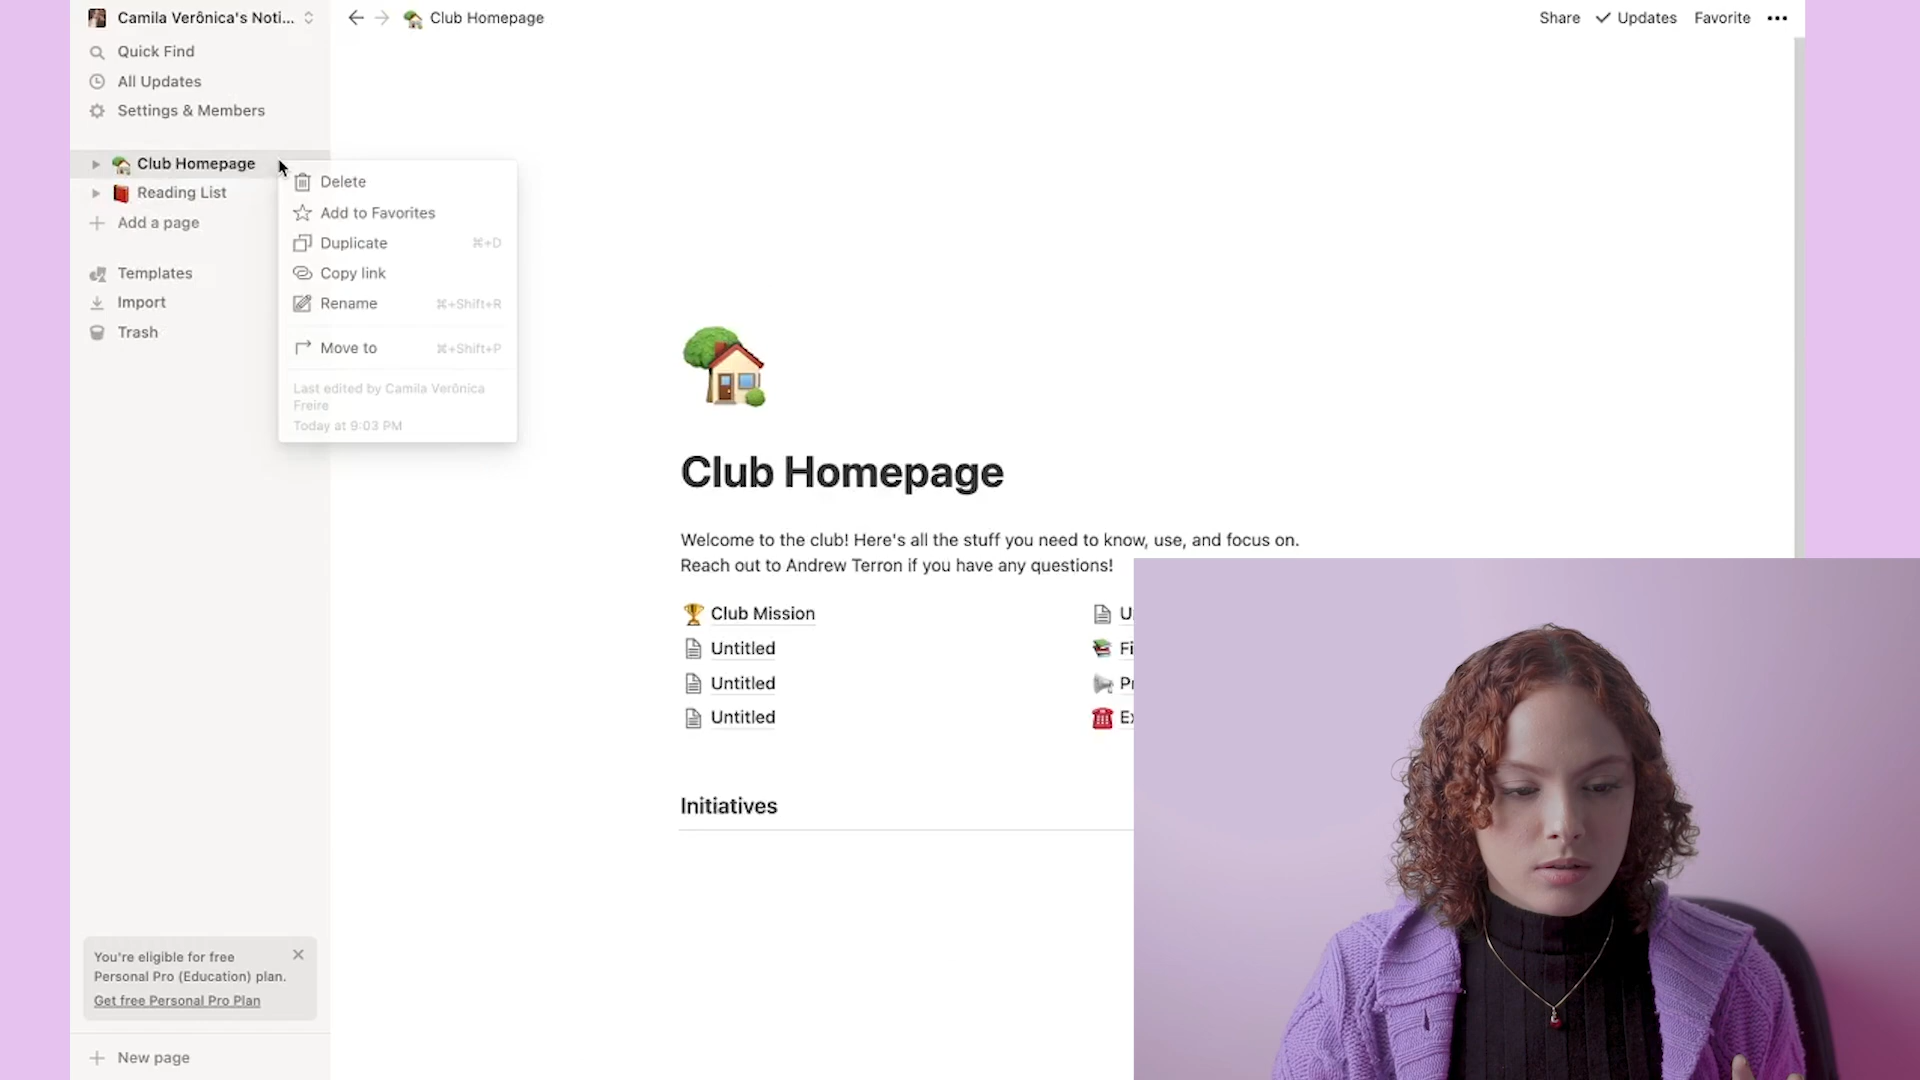 Camila Verônica's Noti...
Club Homepage
Share
Updates
Favorite
Quick Find
All Updates
Settings & Members
Club Homepage
Reading List
Add a page
Templates
Import
Trash
Delete
Add to Favorites
Duplicate ⌘+D
Copy link
Rename ⌘+Shift+R
Move to ⌘+Shift+P
Last edited by Camila Verônica
Freire
Today at 9:03 PM
Club Homepage
Welcome to the club! Here's all the stuff you need to know, use, and focus on.
Reach out to Andrew Terron if you have any questions!
Club Mission
Untitled
Untitled
Untitled
Initiatives
You're eligible for free
Personal Pro (Education) plan.
Get free Personal Pro Plan
New page